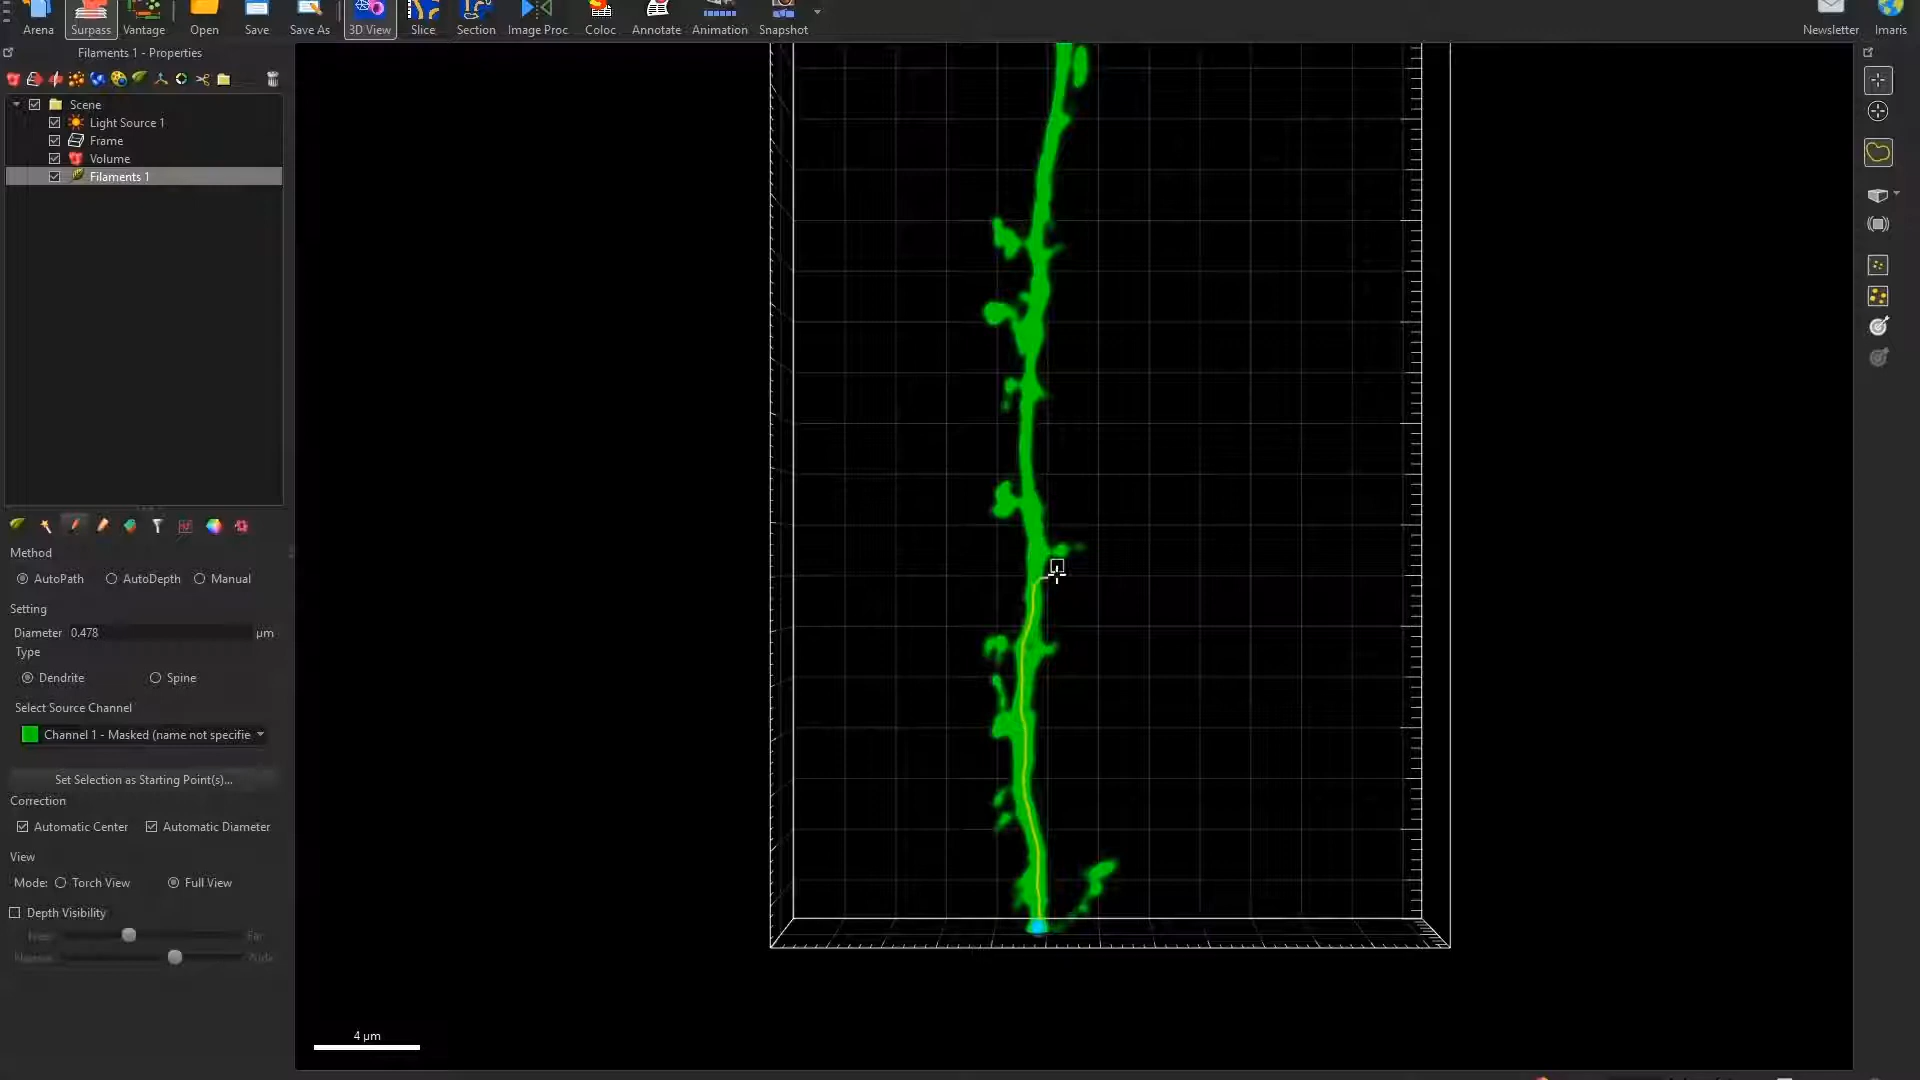 Arena Surpass Vantage Open Save Save As 3D View Slice Section Image Proc Coloc Annotate Animation Snapshot Newsletter Imaris
Filaments 1 - Properties
Scene
Light Source 1
Frame
Volume
Filaments 1
Method
AutoPath AutoDepth Manual
Setting
Diameter 0.478 µm
Type
Dendrite Spine
Select Source Channel
Channel 1 - Masked (name not specifie
Set Selection as Starting Point(s)...
Correction
Automatic Center Automatic Diameter
View
Mode: Torch View Full View
Depth Visibility
Far
4 µm